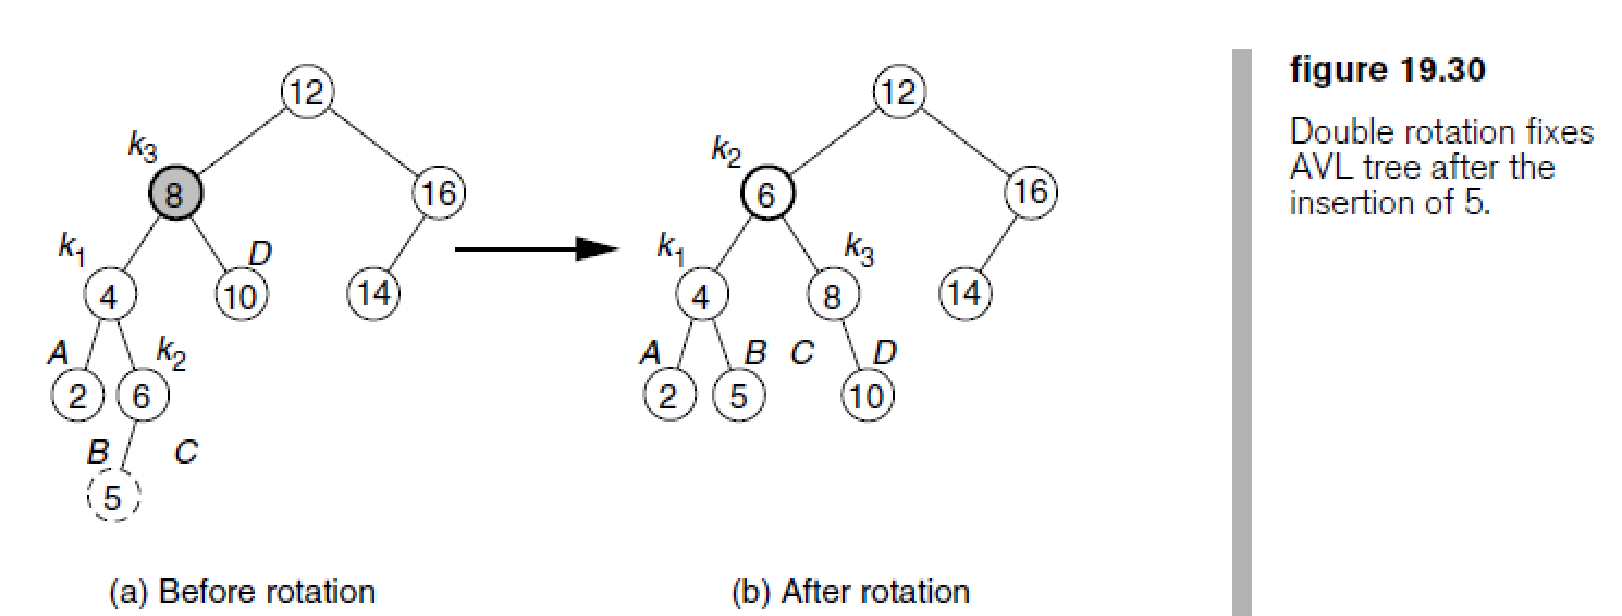 12
k3
8
16
k1
D
4
10
14
A
k2
2
6
B
C
5
(a) Before rotation
12
k2
6
16
k1
k3
4
8
14
A
B
C
D
2
5
10
(b) After rotation
figure 19.30
Double rotation fixes
AVL tree after the
insertion of 5.